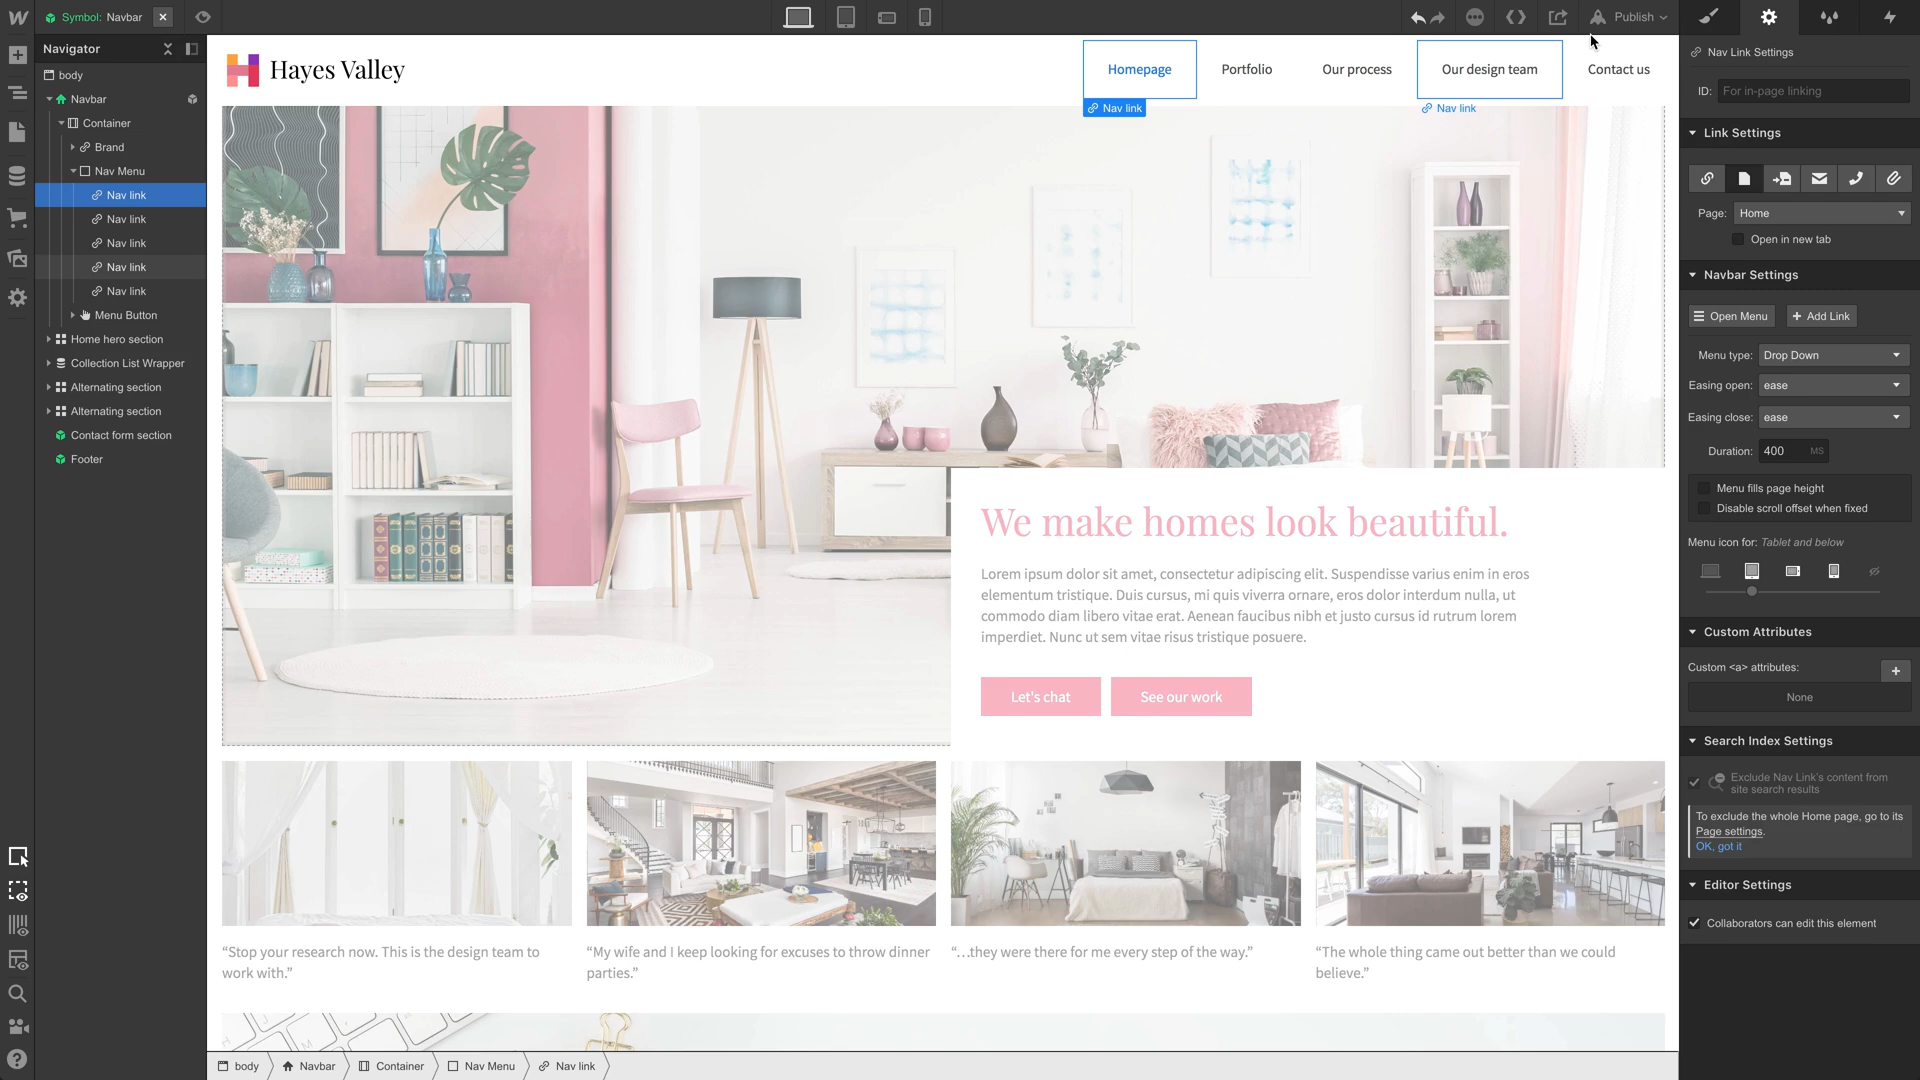 Symbol: Navbar
Publish
Navigator
body
Navbar
Container
Brand
Nav Menu
Nav link
Nav link
Nav link
Nav link
Nav link
Menu Button
Home hero section
Collection List Wrapper
Alternating section
Alternating section
Contact form section
Footer
Hayes Valley
Homepage
Portfolio
Our process
Our design team
Contact us
Nav link
Nav link
We make homes look beautiful.
Lorem ipsum dolor sit amet, consectetur adipiscing elit. Suspendisse varius enim in eros
elementum tristique. Duis cursus, mi quis viverra ornare, eros dolor interdum nulla, ut
commodo diam libero vitae erat. Aenean faucibus nibh et justo cursus id rutrum lorem
imperdiet. Nunc ut sem vitae risus tristique posuere.
Let's chat
See our work
“Stop your research now. This is the design team to
work with.”
“My wife and I keep looking for excuses to throw dinner
parties.”
“…they were there for me every step of the way.”
“The whole thing came out better than we could
believe.”
body
Navbar
Container
Nav Menu
Nav link
Nav Link Settings
ID: For in-page linking
Link Settings
Page: Home
Open in new tab
Navbar Settings
Open Menu
+ Add Link
Menu type: Drop Down
Easing open: ease
Easing close: ease
Duration: 400 MS
Menu fills page height
Disable scroll offset when fixed
Menu icon for: Tablet and below
Custom Attributes
Custom <a> attributes:
None
Search Index Settings
Exclude Nav Link's content from
site search results
To exclude the whole Home page, go to its
Page settings.
OK, got it
Editor Settings
Collaborators can edit this element